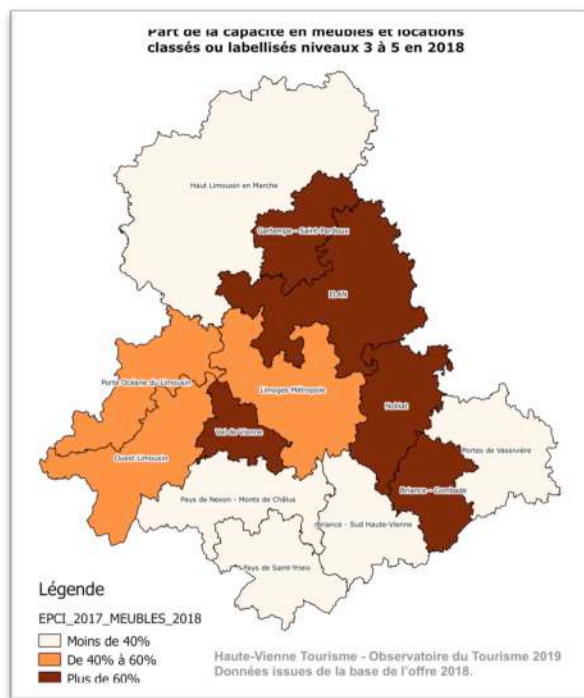 Part de la capacité en meublés et locations
classés ou labellisés niveaux 3 à 5 en 2018
Haut Limousin en Marche
Gartempe - Saint-Pardoux
ELAN
Porte Océane du Limousin
Limoges Métropole
Noblat
Val de Vienne
Ouest Limousin
Portes de Vassivière
Briance - Combade
Pays de Nexon - Monts de Châlus
Briance - Sud Haute-Vienne
Pays de Saint-Yrieix
Légende
EPCI_2017_MEUBLES_2018
Moins de 40%
De 40% à 60%
Plus de 60%
Haute-Vienne Tourisme - Observatoire du Tourisme 2019
Données issues de la base de l'offre 2018.